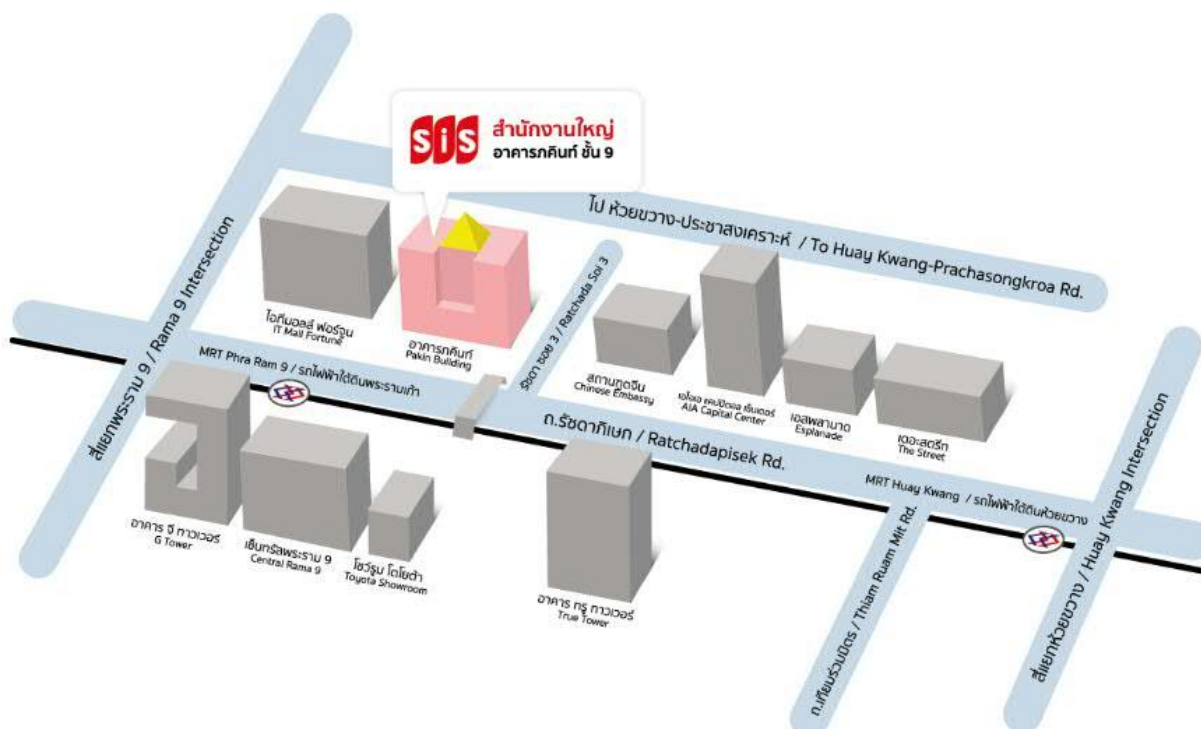 SiS
สำนักงานใหญ่
อาคารภคินท์ ชั้น 9
ไป ห้วยขวาง-ประชาสงเคราะห์ / To Huay Kwang-Prachasongkroa Rd.
สี่แยกพระราม 9 / Rama 9 Intersection
ไอทีมอลล์ ฟอร์จูน
IT Mall Fortune
อาคารภคินท์
Pakin Building
รัชดา ซอย 3 / Ratchada Soi 3
สถานทูตจีน
Chinese Embassy
เอไอเอ แคปปิตอล เซ็นเตอร์
AIA Capital Center
เอสพลานาด
Esplanade
เดอะสตรีท
The Street
MRT Phra Ram 9 / รถไฟฟ้าใต้ดินพระรามเก้า
ถ.รัชดาภิเษก / Ratchadapisek Rd.
MRT Huay Kwang / รถไฟฟ้าใต้ดินห้วยขวาง
อาคาร จี ทาวเวอร์
G Tower
เซ็นทรัลพระราม 9
Central Rama 9
โชว์รูม โตโยต้า
Toyota Showroom
อาคาร ทรู ทาวเวอร์
True Tower
ถ.เทียมร่วมมิตร / Thiam Ruam Mit Rd.
สี่แยกห้วยขวาง / Huay Kwang Intersection